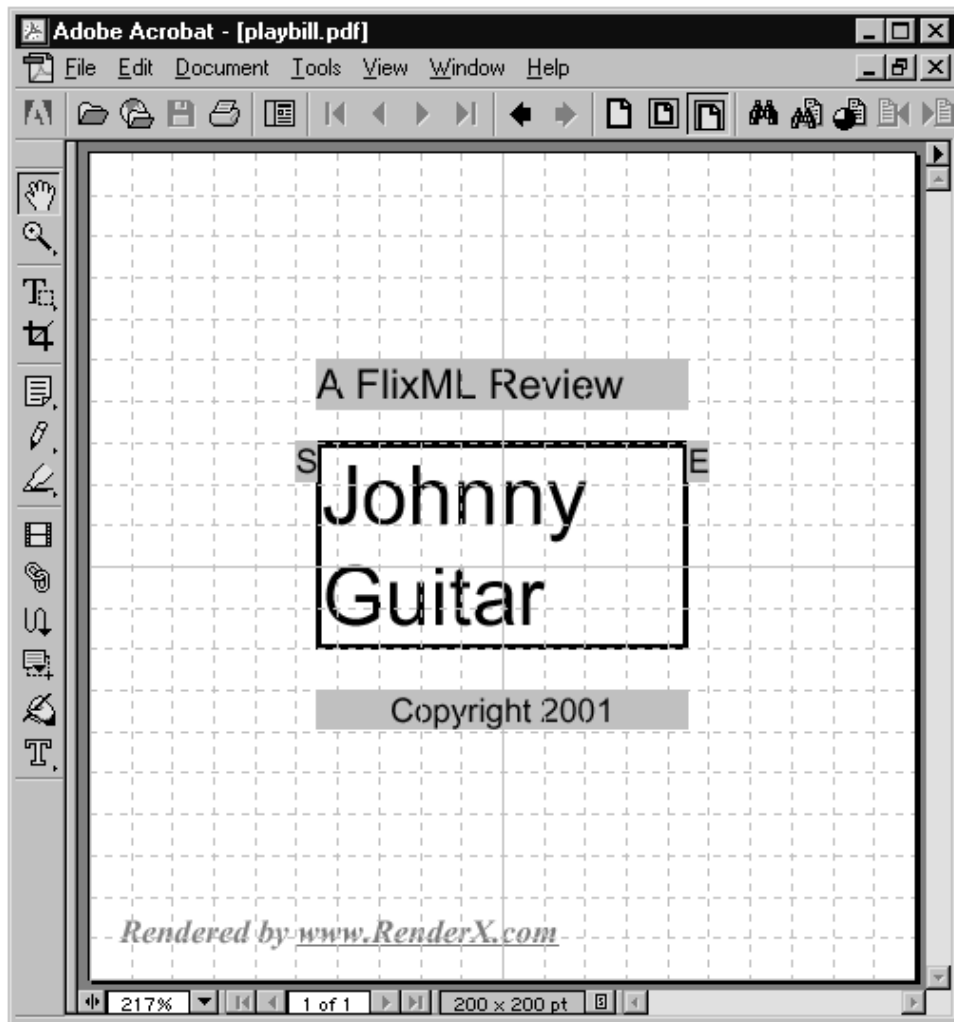 Adobe Acrobat - [playbill.pdf]
File Edit Document Tools View Window Help
A FlixML Review
S
E
Johnny
Guitar
Copyright 2001
Rendered by www.RenderX.com
217%
1 of 1
200 x 200 pt